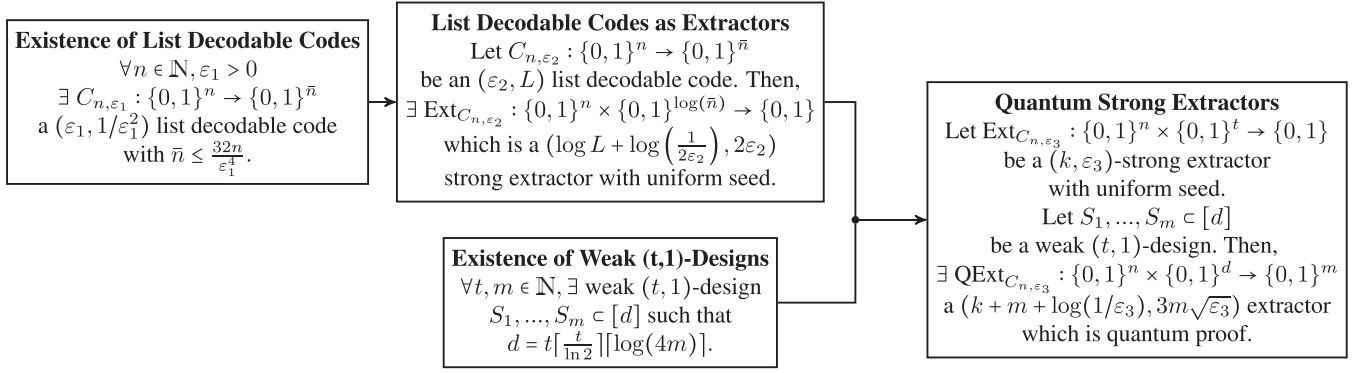 Existence of List Decodable Codes
∀n ∈ ℕ, ε₁ > 0
∃ C_{n,ε₁} : {0, 1}ⁿ → {0, 1}^{n̄}
a (ε₁, 1/ε₁²) list decodable code
with n̄ ≤ 32n/ε₁⁴.
List Decodable Codes as Extractors
Let C_{n,ε₂} : {0, 1}ⁿ → {0, 1}^{n̄}
be an (ε₂, L) list decodable code. Then,
∃ Ext_{C_{n,ε₂}} : {0, 1}ⁿ × {0, 1}^{log(n̄)} → {0, 1}
which is a (log L + log(1/(2ε₂)), 2ε₂)
strong extractor with uniform seed.
Existence of Weak (t,1)-Designs
∀t, m ∈ ℕ, ∃ weak (t, 1)-design
S₁, ..., Sₘ ⊂ [d] such that
d = t⌈t/ln 2⌉⌈log(4m)⌉.
Quantum Strong Extractors
Let Ext_{C_{n,ε₃}} : {0, 1}ⁿ × {0, 1}ᵗ → {0, 1}
be a (k, ε₃)-strong extractor
with uniform seed.
Let S₁, ..., Sₘ ⊂ [d]
be a weak (t, 1)-design. Then,
∃ QExt_{C_{n,ε₃}} : {0, 1}ⁿ × {0, 1}ᵈ → {0, 1}ᵐ
a (k + m + log(1/ε₃), 3m√ε₃) extractor
which is quantum proof.